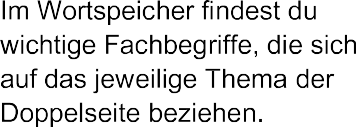 Im Wortspeicher findest du
wichtige Fachbegriffe, die sich
auf das jeweilige Thema der
Doppelseite beziehen.